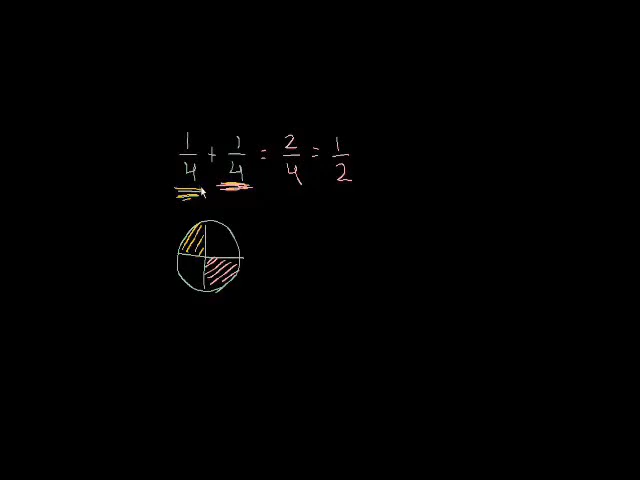 1/4 + 1/4 = 2/4 = 1/2